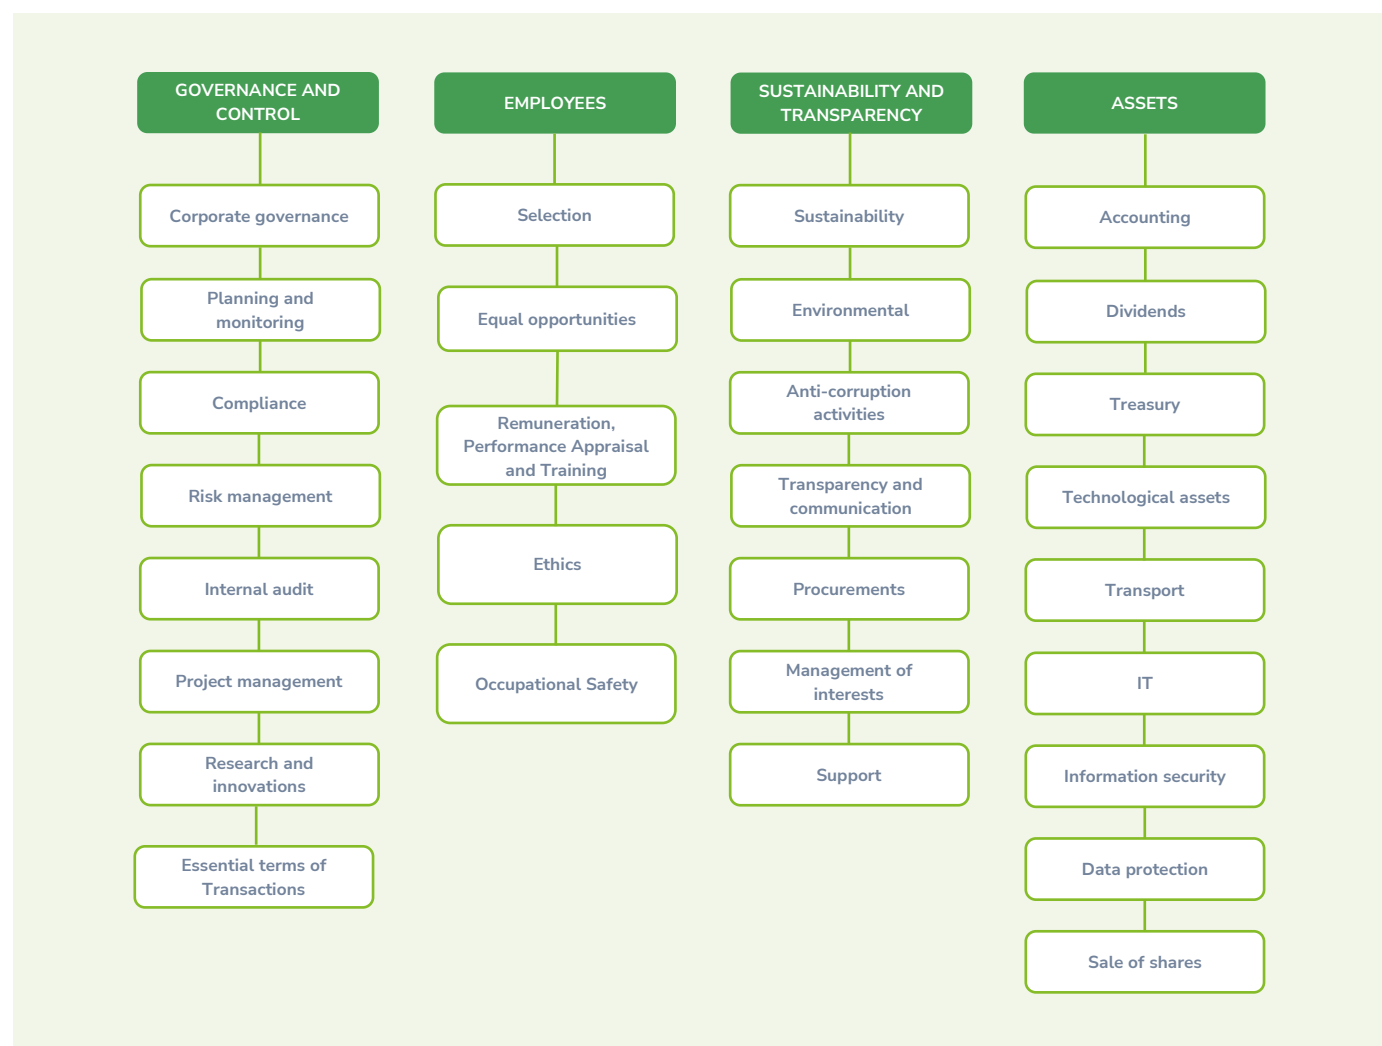 GOVERNANCE AND
CONTROL
Corporate governance
Planning and
monitoring
Compliance
Risk management
Internal audit
Project management
Research and
innovations
Essential terms of
Transactions
EMPLOYEES
Selection
Equal opportunities
Remuneration,
Performance Appraisal
and Training
Ethics
Occupational Safety
SUSTAINABILITY AND
TRANSPARENCY
Sustainability
Environmental
Anti-corruption
activities
Transparency and
communication
Procurements
Management of
interests
Support
ASSETS
Accounting
Dividends
Treasury
Technological assets
Transport
IT
Information security
Data protection
Sale of shares